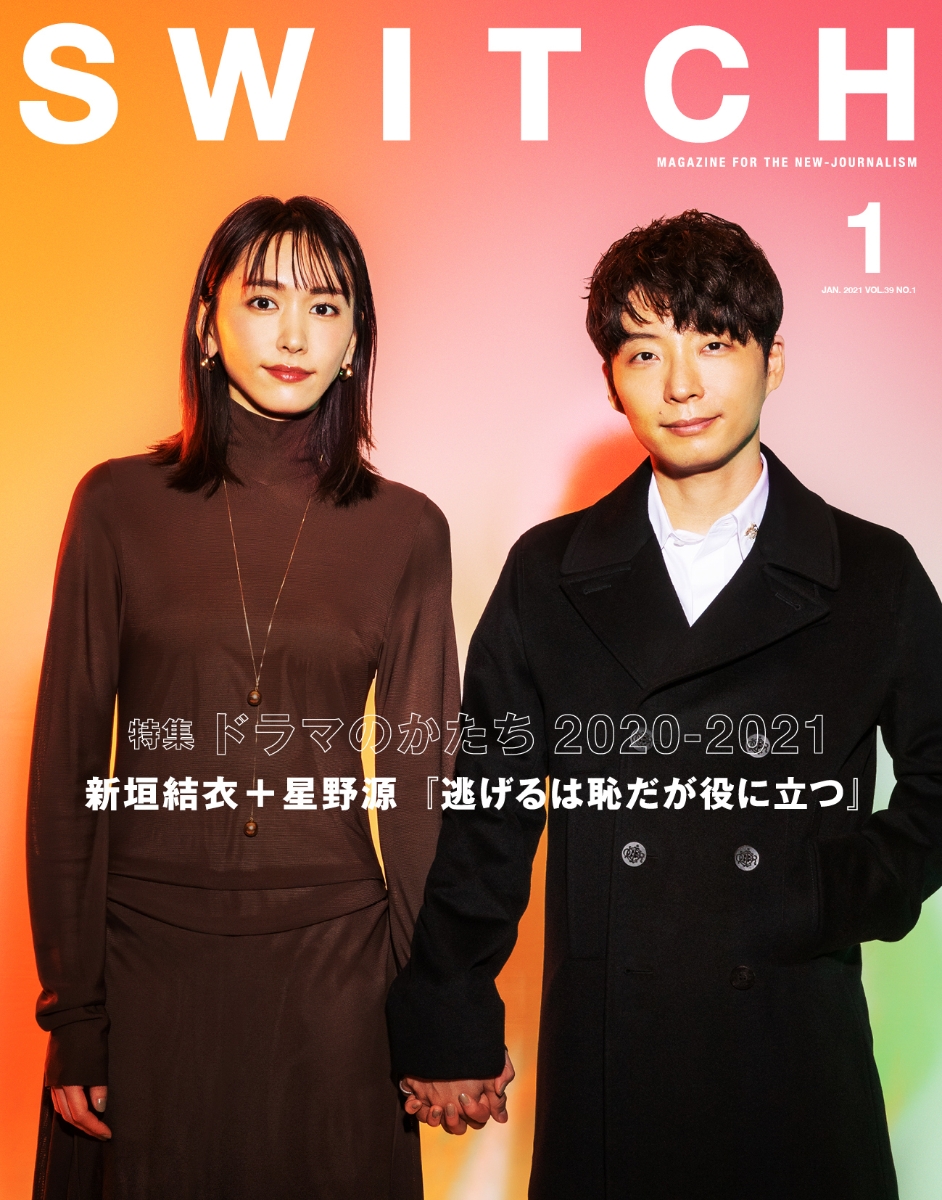 SWITCH
MAGAZINE FOR THE NEW-JOURNALISM
1
JAN. 2021 VOL.39 NO.1
特集 ドラマのかたち 2020-2021
新垣結衣+星野源『逃げるは恥だが役に立つ』